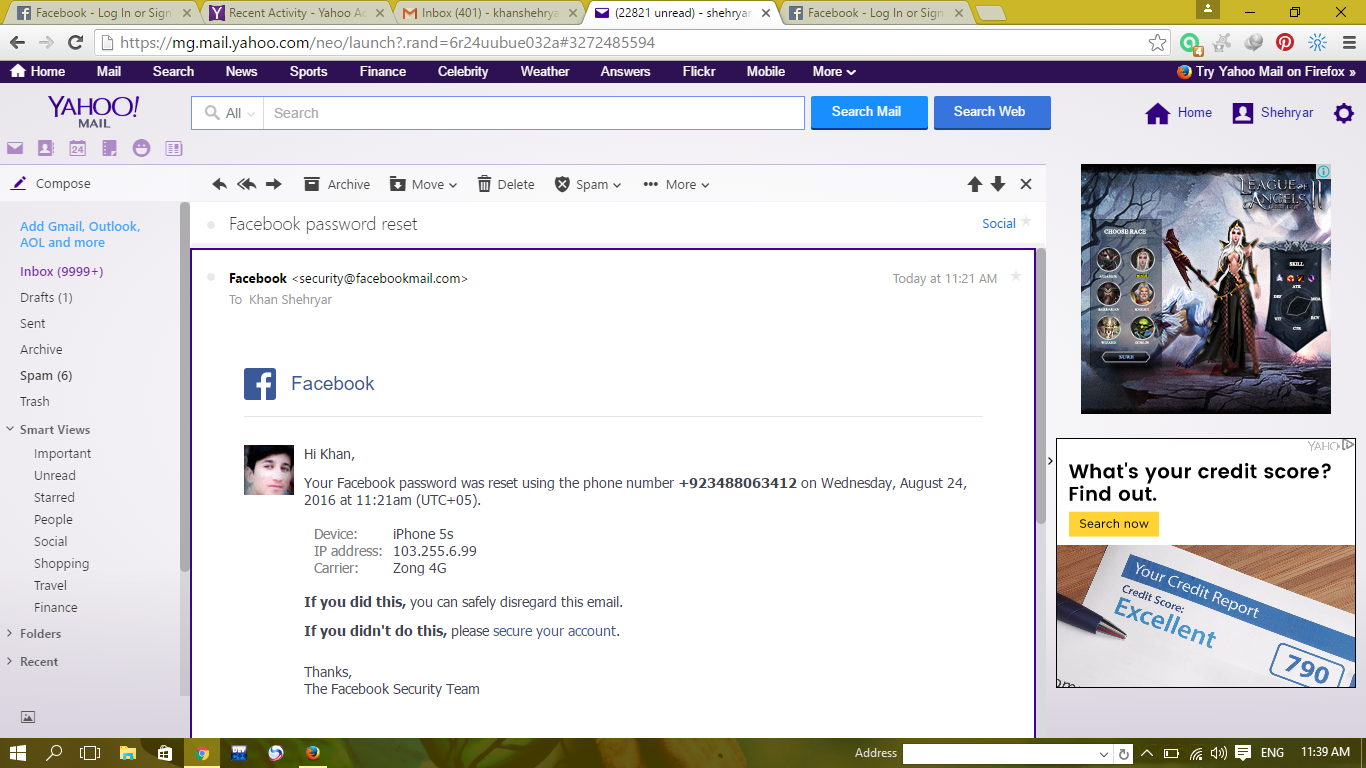 Facebook - Log In or Sign
Recent Activity - Yahoo Ac
Inbox (401) - khanshehrya
(22821 unread) - shehryar
Facebook - Log In or Sign
https://mg.mail.yahoo.com/neo/launch?.rand=6r24uubue032a#3272485594
4
Home Mail Search News Sports Finance Celebrity Weather Answers Flickr Mobile More
Try Yahoo Mail on Firefox »
YAHOO!
MAIL
All Search
Search Mail
Search Web
Home
Shehryar
24
Compose
Archive Move Delete Spam More
Add Gmail, Outlook,
AOL and more
Inbox (9999+)
Drafts (1)
Sent
Archive
Spam (6)
Trash
Smart Views
Important
Unread
Starred
People
Social
Shopping
Travel
Finance
Folders
Recent
Facebook password reset
Social
Facebook <security@facebookmail.com>
Today at 11:21 AM
To Khan Shehryar
Facebook
Hi Khan,
Your Facebook password was reset using the phone number +923488063412 on Wednesday, August 24,
2016 at 11:21am (UTC+05).
Device: iPhone 5s
IP address: 103.255.6.99
Carrier: Zong 4G
If you did this, you can safely disregard this email.
If you didn't do this, please secure your account.
Thanks,
The Facebook Security Team
LEAGUE OF
ANGELS II
CHOOSE RACE
SKILL
ATK
SURE
YAHOO!
What's your credit score?
Find out.
Search now
Your Credit Report
Credit Score:
Excellent
790
Address
ENG
11:39 AM